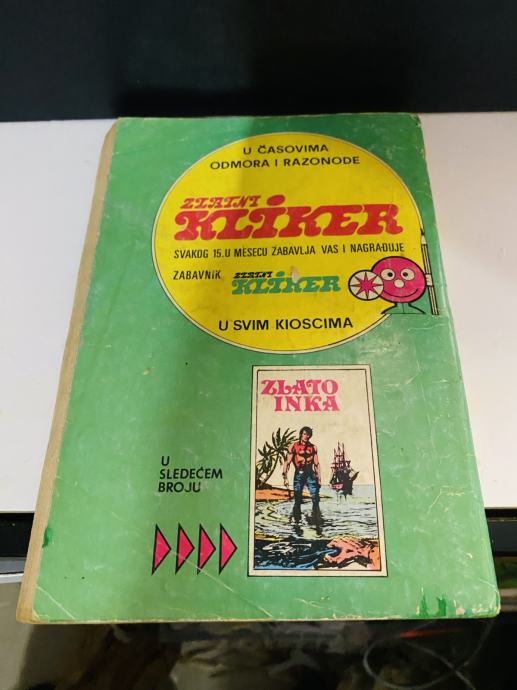 U ČASOVIMA
ODMORA I RAZONODE
ZLATNI
KLIKER
SVAKOG 15. U MESECU ZABAVLJA VAS I NAGRAĐUJE
ZABAVNIK ZLATNI KLIKER
U SVIM KIOSCIMA
ZLATO
INKA
U
SLEDEĆEM
BROJU